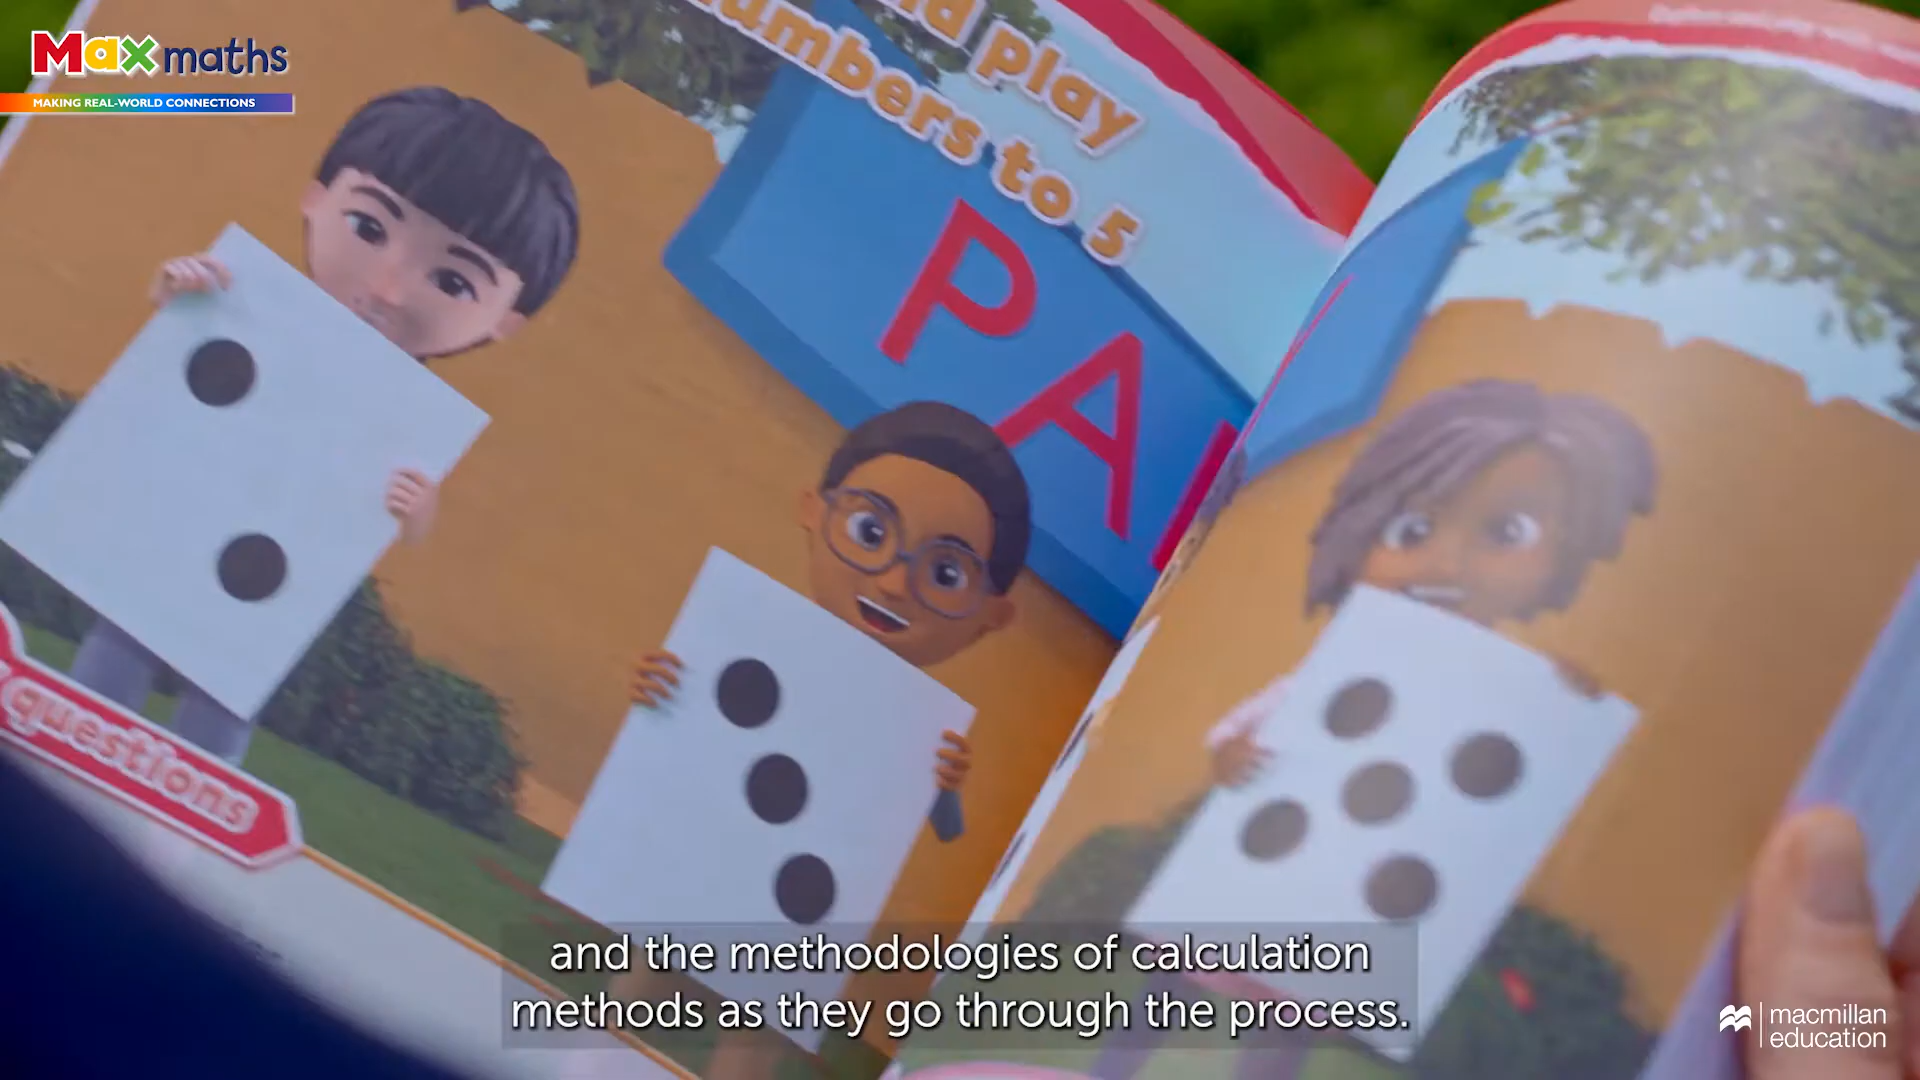 Max maths
MAKING REAL-WORLD CONNECTIONS
play
numbers to 5
PA
questions
and the methodologies of calculation
methods as they go through the process.
macmillan
education